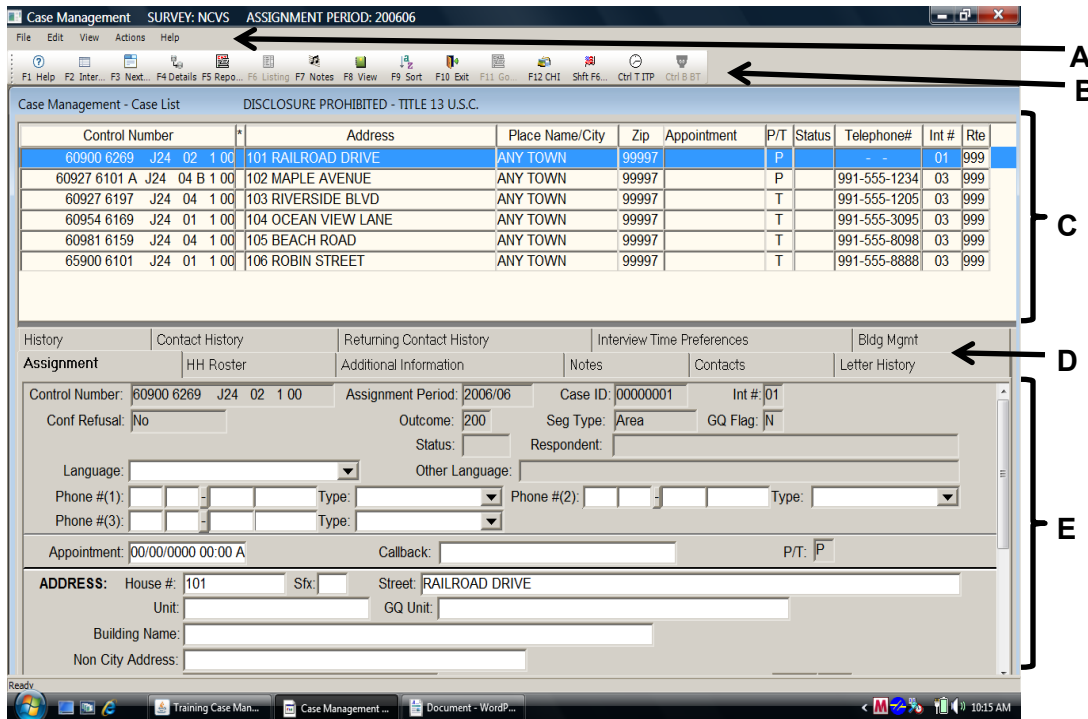 Case Management SURVEY: NCVS ASSIGNMENT PERIOD: 200606
File Edit View Actions Help
A
F1 Help F2 Inter... F3 Next... F4Details F5 Repo... F6 Listing F7 Notes F8 View F9 Sort F10 Exit F11 Go... F12 CHI Shft F6... Ctrl T ITP Ctrl B BT
B
Case Management - Case List DISCLOSURE PROHIBITED - TITLE 13 U.S.C.
Control Number * Address Place Name/City Zip Appointment P/T Status Telephone# Int # Rte
60900 6269 J24 02 1 00 101 RAILROAD DRIVE ANY TOWN 99997 P - - 01 999
60927 6101 A J24 04 B 1 00 102 MAPLE AVENUE ANY TOWN 99997 P 991-555-1234 03 999
60927 6197 J24 04 1 00 103 RIVERSIDE BLVD ANY TOWN 99997 T 991-555-1205 03 999
60954 6169 J24 01 1 00 104 OCEAN VIEW LANE ANY TOWN 99997 T 991-555-3095 03 999
C
60981 6159 J24 04 1 00 105 BEACH ROAD ANY TOWN 99997 T 991-555-8098 03 999
65900 6101 J24 01 1 00 106 ROBIN STREET ANY TOWN 99997 T 991-555-8888 03 999
History Contact History Returning Contact History Interview Time Preferences Bldg Mgmt
D
Assignment HH Roster Additional Information Notes Contacts Letter History
Control Number: 60900 6269 J24 02 1 00 Assignment Period: 2006/06 Case ID: 00000001 Int #: 01
Conf Refusal: No Outcome: 200 Seg Type: Area GQ Flag: N
Status: Respondent:
Language: Other Language:
Phone #(1): - Type: Phone #(2): - Type:
Phone #(3): - Type:
E
Appointment: 00/00/0000 00:00 A Callback: P/T: P
ADDRESS: House #: 101 Sfx: Street: RAILROAD DRIVE
Unit: GQ Unit:
Building Name:
Non City Address:
Ready
Training Case Man... Case Management ... Document - WordP... < M 10:15 AM